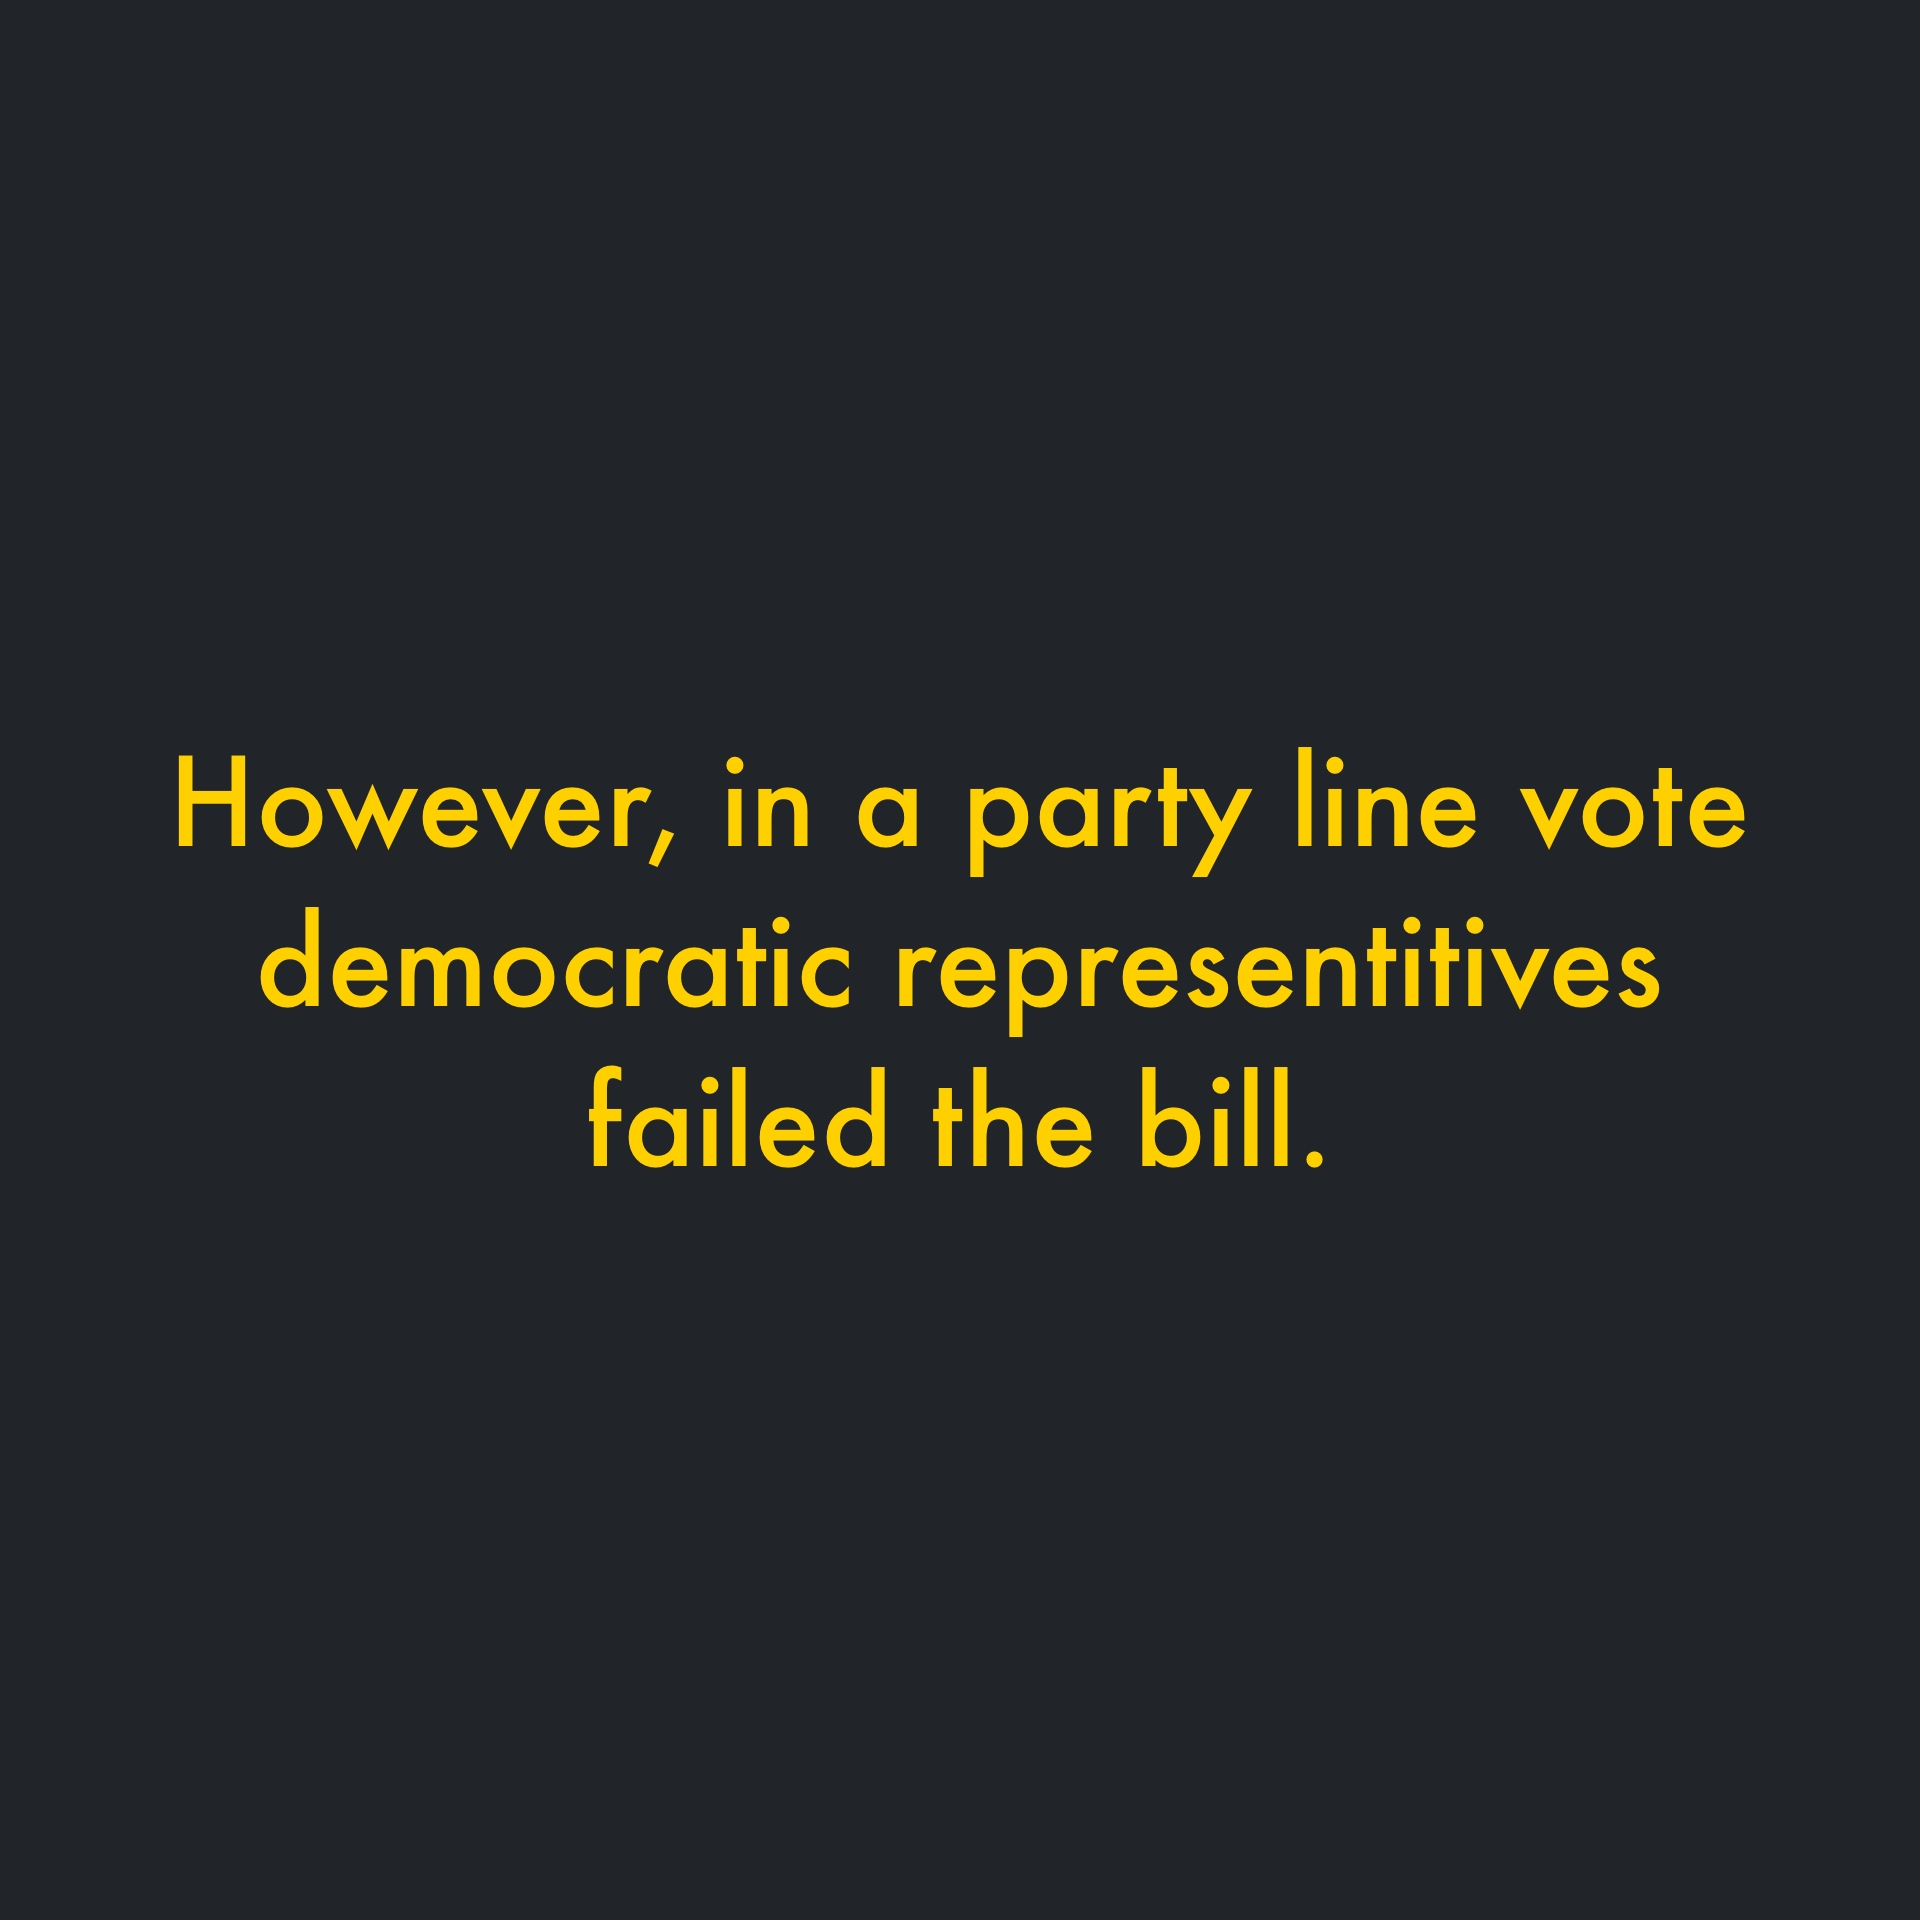 However, in a party line vote
democratic representitives
failed the bill.